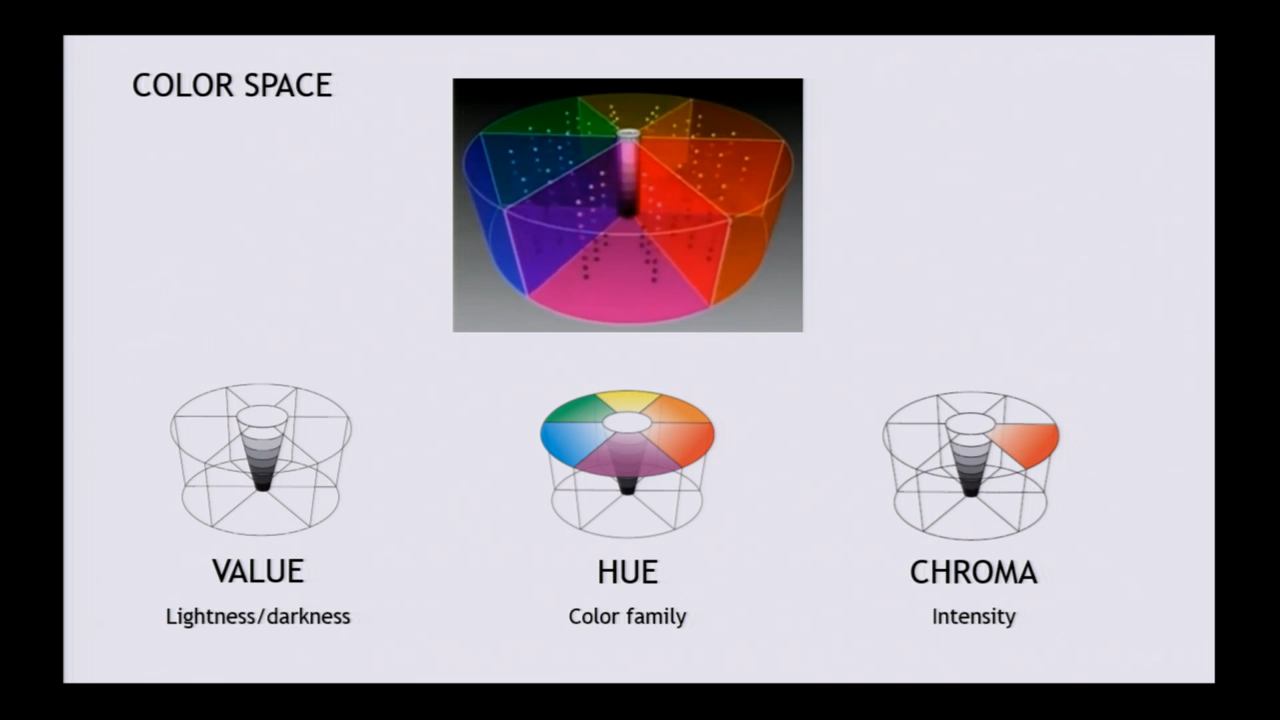 COLOR SPACE
VALUE
Lightness/darkness
HUE
Color family
CHROMA
Intensity